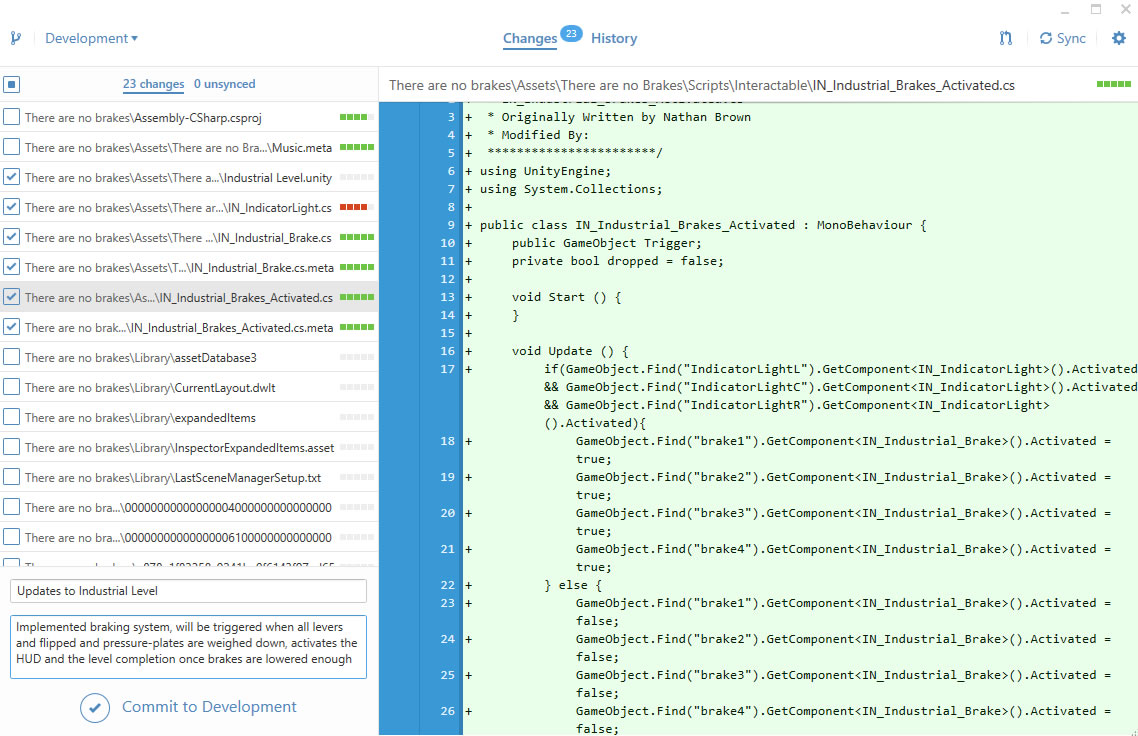 Development
Changes 23 History
Sync
23 changes 0 unsynced
There are no brakes\Assembly-CSharp.csproj
There are no brakes\Assets\There are no Bra...\Music.meta
There are no brakes\Assets\There a...\Industrial Level.unity
There are no brakes\Assets\There ar...\IN_IndicatorLight.cs
There are no brakes\Assets\There ...\IN_Industrial_Brake.cs
There are no brakes\Assets\T...\IN_Industrial_Brake.cs.meta
There are no brakes\As...\IN_Industrial_Brakes_Activated.cs
There are no brak...\IN_Industrial_Brakes_Activated.cs.meta
There are no brakes\Library\assetDatabase3
There are no brakes\Library\CurrentLayout.dwlt
There are no brakes\Library\expandedItems
There are no brakes\Library\InspectorExpandedItems.asset
There are no brakes\Library\LastSceneManagerSetup.txt
There are no bra...\00000000000000004000000000000000
There are no bra...\00000000000000006100000000000000
Updates to Industrial Level
Implemented braking system, will be triggered when all levers
and flipped and pressure-plates are weighed down, activates the
HUD and the level completion once brakes are lowered enough
Commit to Development
There are no brakes\Assets\There are no Brakes\Scripts\Interactable\IN_Industrial_Brakes_Activated.cs
3 + * Originally Written by Nathan Brown
4 + * Modified By:
5 + ***********************/
6 + using UnityEngine;
7 + using System.Collections;
8 +
9 + public class IN_Industrial_Brakes_Activated : MonoBehaviour {
10 + public GameObject Trigger;
11 + private bool dropped = false;
12 +
13 + void Start () {
14 + }
15 +
16 + void Update () {
17 + if(GameObject.Find("IndicatorLightL").GetComponent<IN_IndicatorLight>().Activated
&& GameObject.Find("IndicatorLightC").GetComponent<IN_IndicatorLight>().Activated
&& GameObject.Find("IndicatorLightR").GetComponent<IN_IndicatorLight>
().Activated){
18 + GameObject.Find("brake1").GetComponent<IN_Industrial_Brake>().Activated =
true;
19 + GameObject.Find("brake2").GetComponent<IN_Industrial_Brake>().Activated =
true;
20 + GameObject.Find("brake3").GetComponent<IN_Industrial_Brake>().Activated =
true;
21 + GameObject.Find("brake4").GetComponent<IN_Industrial_Brake>().Activated =
true;
22 + } else {
23 + GameObject.Find("brake1").GetComponent<IN_Industrial_Brake>().Activated =
false;
24 + GameObject.Find("brake2").GetComponent<IN_Industrial_Brake>().Activated =
false;
25 + GameObject.Find("brake3").GetComponent<IN_Industrial_Brake>().Activated =
false;
26 + GameObject.Find("brake4").GetComponent<IN_Industrial_Brake>().Activated =
false;